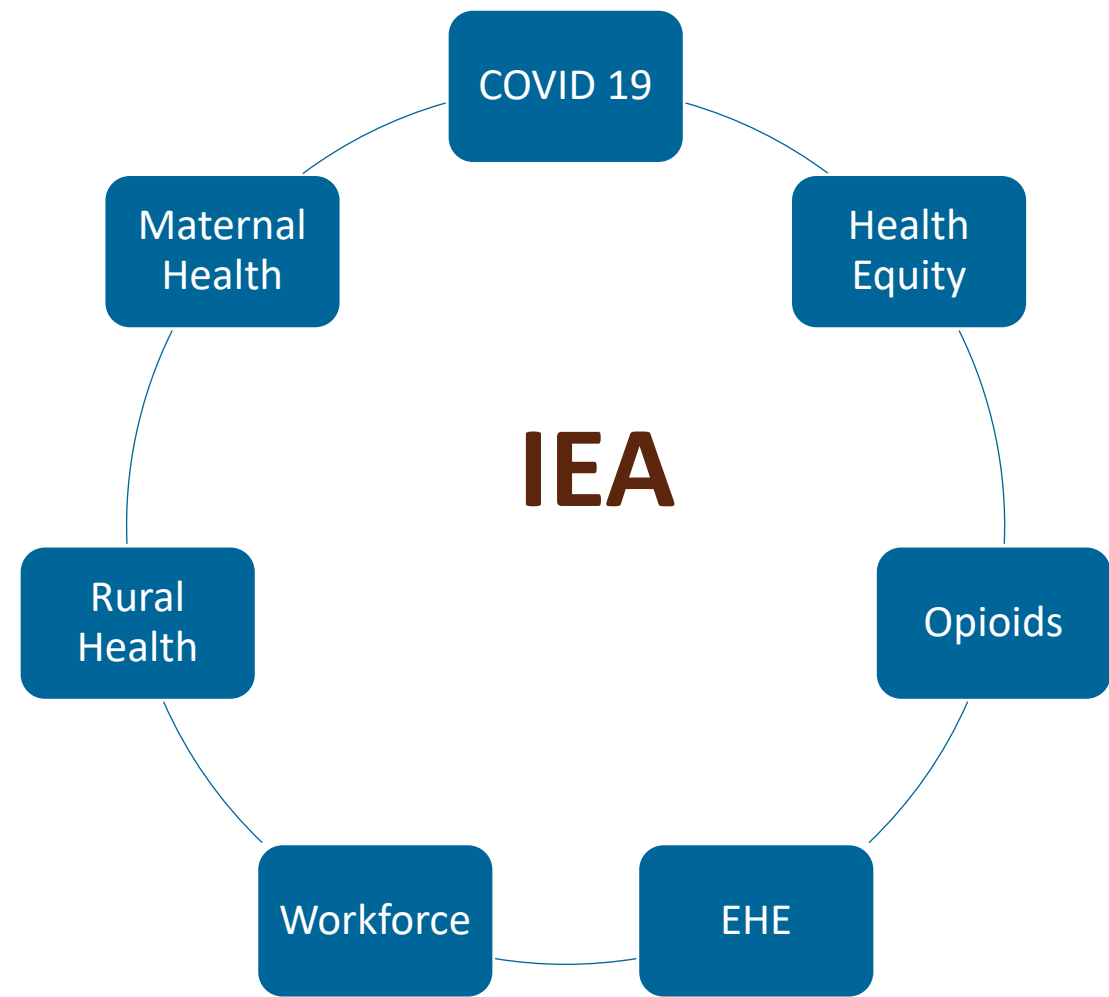 COVID 19
Health
Equity
Opioids
EHE
Workforce
Rural
Health
Maternal
Health
IEA